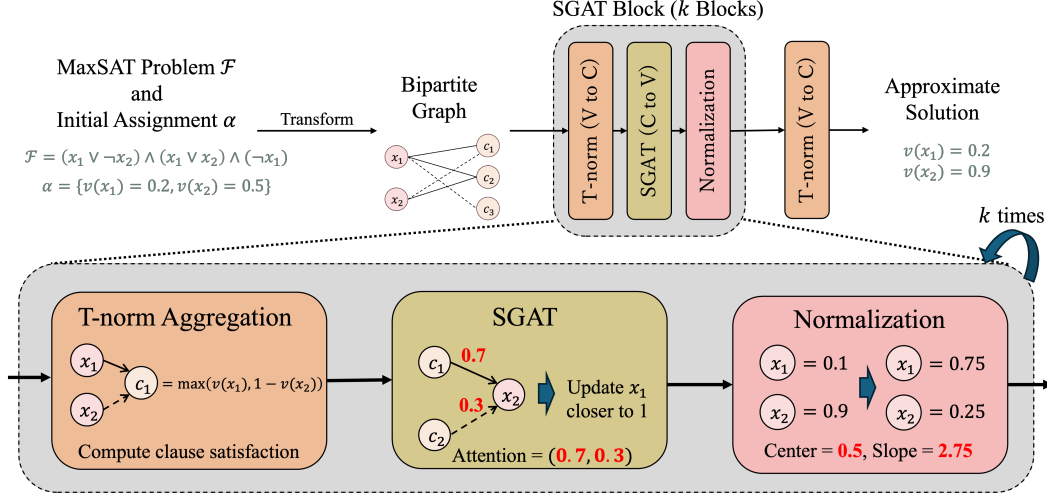 SGAT Block (k Blocks)
MaxSAT Problem ℱ
and
Initial Assignment α
ℱ = (x₁ ∨ ¬x₂) ∧ (x₁ ∨ x₂) ∧ (¬x₁)
α = {v(x₁) = 0.2, v(x₂) = 0.5}
Transform
Bipartite
Graph
x₁
x₂
c₁
c₂
c₃
T-norm (V to C)
SGAT (C to V)
Normalization
T-norm (V to C)
Approximate
Solution
v(x₁) = 0.2
v(x₂) = 0.9
k times
T-norm Aggregation
x₁
x₂
c₁ = max(v(x₁), 1 − v(x₂))
Compute clause satisfaction
SGAT
c₁
0.7
0.3
c₂
x₂
Update x₁
closer to 1
Attention = (0.7, 0.3)
Normalization
x₁ = 0.1
x₁ = 0.75
x₂ = 0.9
x₂ = 0.25
Center = 0.5, Slope = 2.75